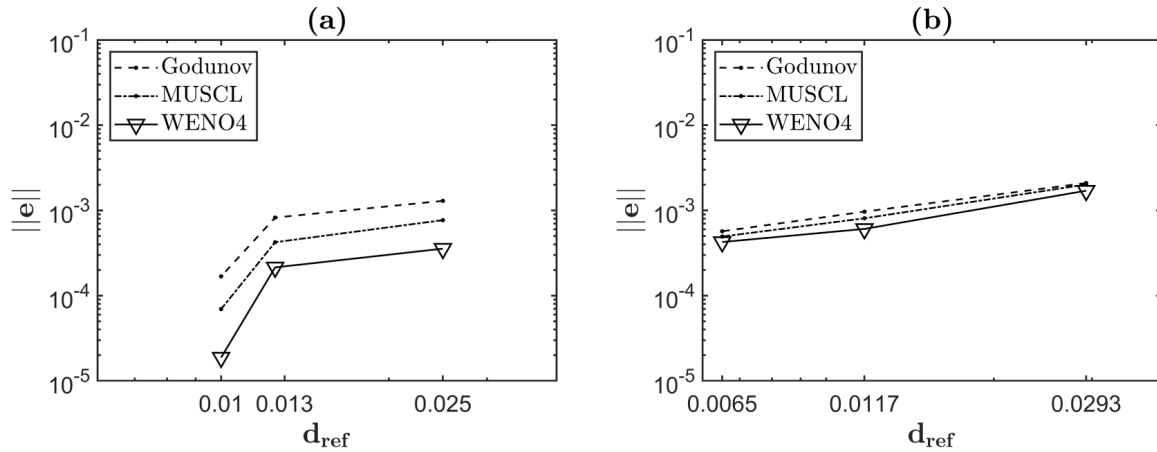 (a)
10^-1
10^-2
10^-3
10^-4
10^-5
||e||
Godunov
MUSCL
WENO4
0.01 0.013 0.025
d_ref
(b)
10^-1
10^-2
10^-3
10^-4
10^-5
||e||
Godunov
MUSCL
WENO4
0.0065 0.0117 0.0293
d_ref